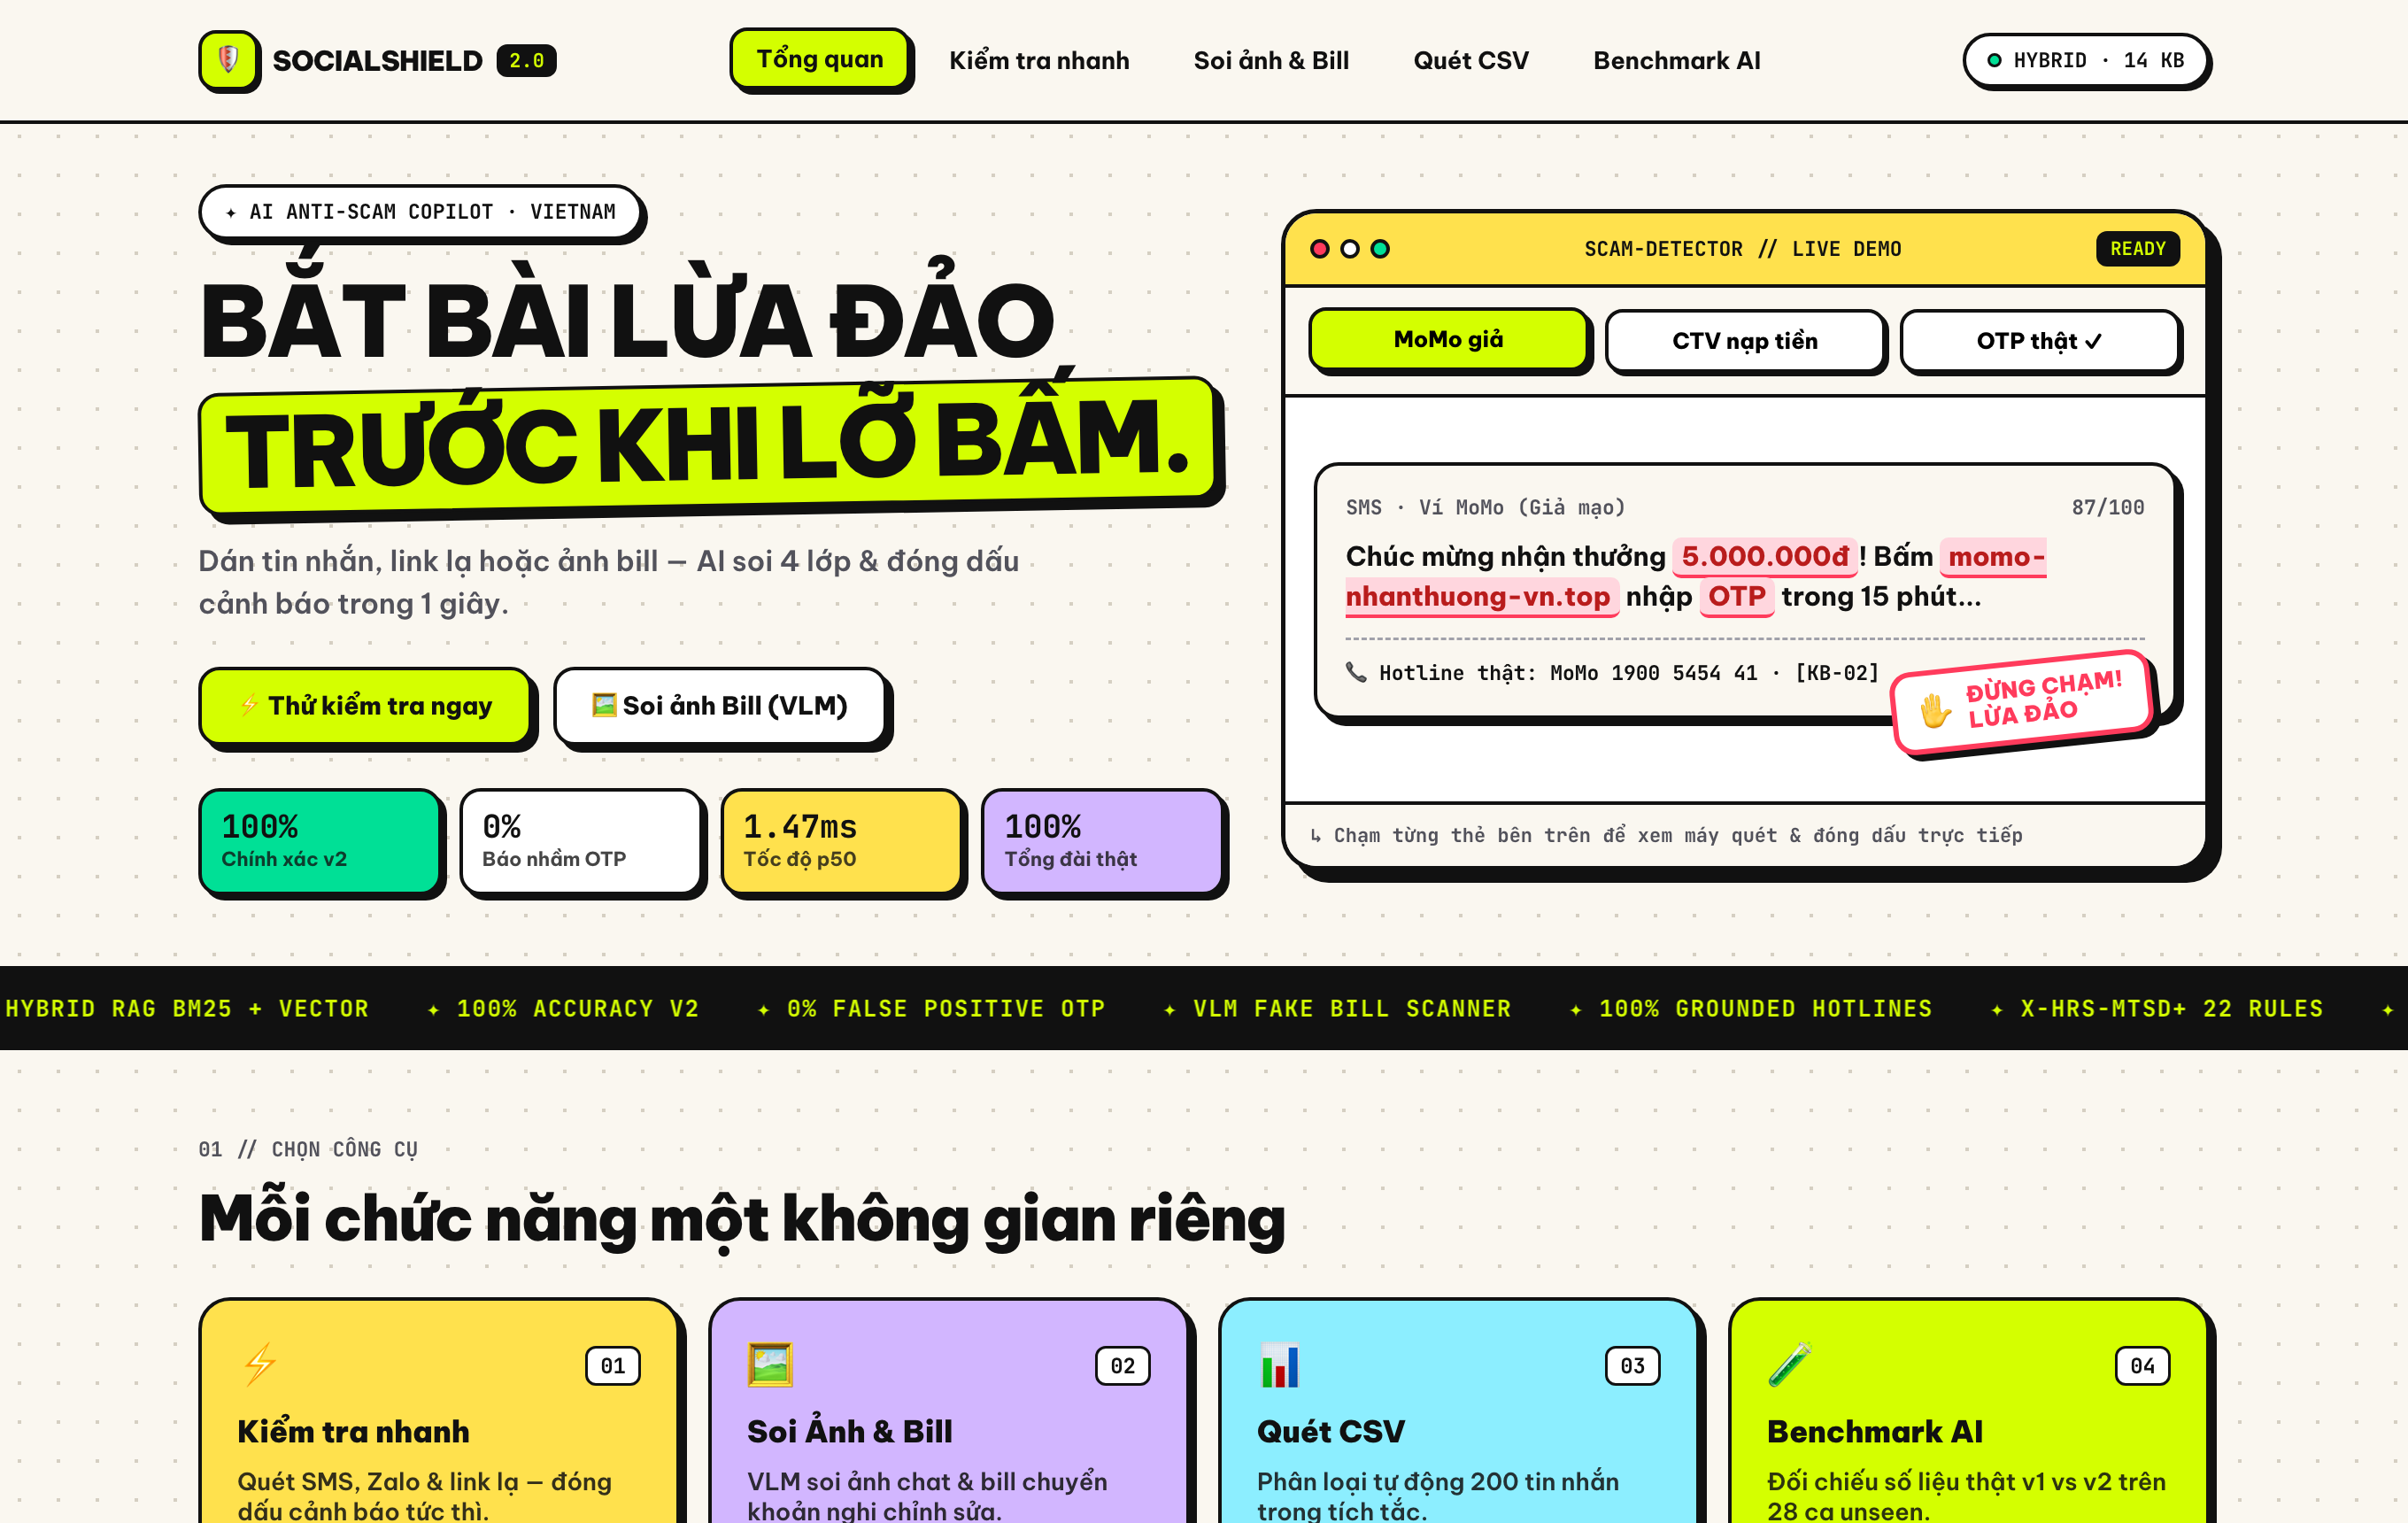 SOCIALSHIELD 2.0
Tổng quan
Kiểm tra nhanh
Soi ảnh & Bill
Quét CSV
Benchmark AI
HYBRID · 14 KB
✦ AI ANTI-SCAM COPILOT · VIETNAM
BẮT BÀI LỪA ĐẢO
TRƯỚC KHI LỠ BẤM.
Dán tin nhắn, link lạ hoặc ảnh bill — AI soi 4 lớp & đóng dấu
cảnh báo trong 1 giây.
⚡ Thử kiểm tra ngay
🖼️ Soi ảnh Bill (VLM)
100%
Chính xác v2
0%
Báo nhầm OTP
1.47ms
Tốc độ p50
100%
Tổng đài thật
SCAM-DETECTOR // LIVE DEMO
READY
MoMo giả
CTV nạp tiền
OTP thật ✓
SMS · Ví MoMo (Giả mạo)
87/100
Chúc mừng nhận thưởng 5.000.000đ! Bấm momo-
nhanthuong-vn.top nhập OTP trong 15 phút...
📞 Hotline thật: MoMo 1900 5454 41 · [KB-02]
✋ ĐỪNG CHẠM!
LỪA ĐẢO
↳ Chạm từng thẻ bên trên để xem máy quét & đóng dấu trực tiếp
HYBRID RAG BM25 + VECTOR ✦ 100% ACCURACY V2 ✦ 0% FALSE POSITIVE OTP ✦ VLM FAKE BILL SCANNER ✦ 100% GROUNDED HOTLINES ✦ X-HRS-MTSD+ 22 RULES ✦
01 // CHỌN CÔNG CỤ
Mỗi chức năng một không gian riêng
01
Kiểm tra nhanh
Quét SMS, Zalo & link lạ — đóng
dấu cảnh báo tức thì.
02
Soi Ảnh & Bill
VLM soi ảnh chat & bill chuyển
khoản nghi chỉnh sửa.
03
Quét CSV
Phân loại tự động 200 tin nhắn
trong tích tắc.
04
Benchmark AI
Đối chiếu số liệu thật v1 vs v2 trên
28 ca unseen.